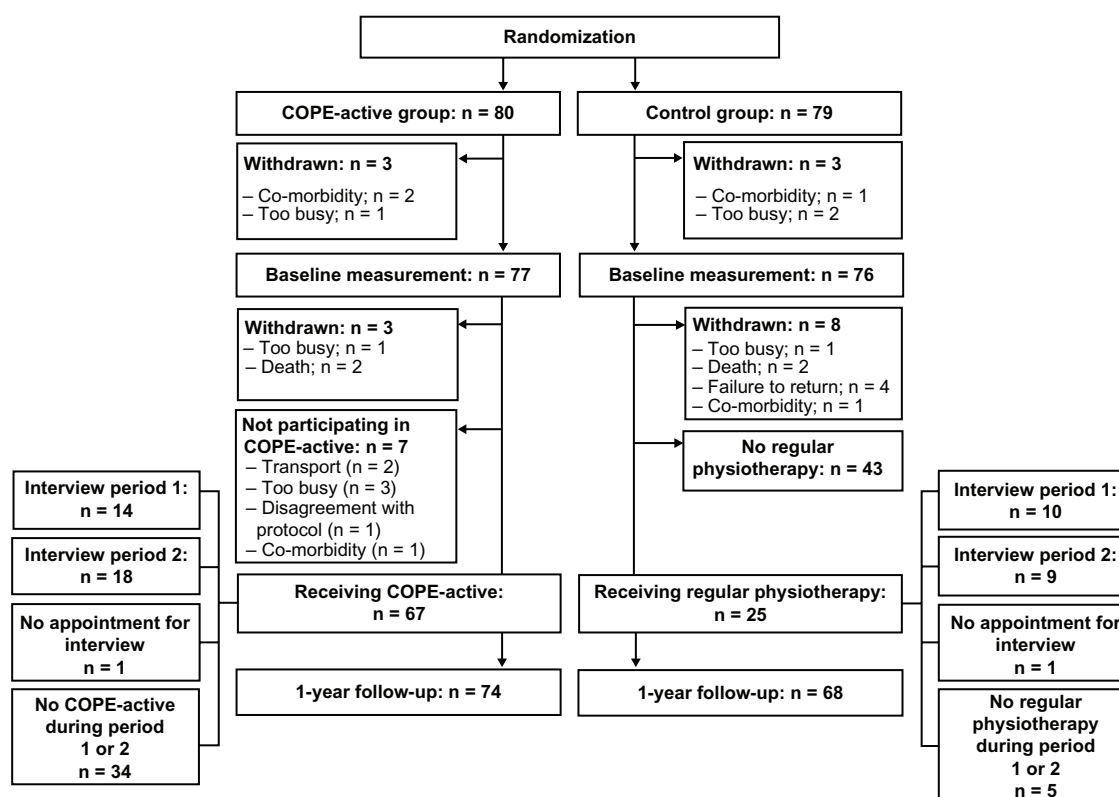 Randomization
COPE-active group: n = 80
Control group: n = 79
Withdrawn: n = 3
– Co-morbidity; n = 2
– Too busy; n = 1
Withdrawn: n = 3
– Co-morbidity; n = 1
– Too busy; n = 2
Baseline measurement: n = 77
Baseline measurement: n = 76
Withdrawn: n = 3
– Too busy; n = 1
– Death; n = 2
Withdrawn: n = 8
– Too busy; n = 1
– Death; n = 2
– Failure to return; n = 4
– Co-morbidity; n = 1
Not participating in
COPE-active: n = 7
– Transport (n = 2)
– Too busy (n = 3)
– Disagreement with
protocol (n = 1)
– Co-morbidity (n = 1)
No regular
physiotherapy: n = 43
Interview period 1:
n = 14
Interview period 2:
n = 18
No appointment for
interview
n = 1
No COPE-active
during period
1 or 2
n = 34
Receiving COPE-active:
n = 67
Receiving regular physiotherapy:
n = 25
Interview period 1:
n = 10
Interview period 2:
n = 9
No appointment for
interview
n = 1
No regular
physiotherapy
during period
1 or 2
n = 5
1-year follow-up: n = 74
1-year follow-up: n = 68